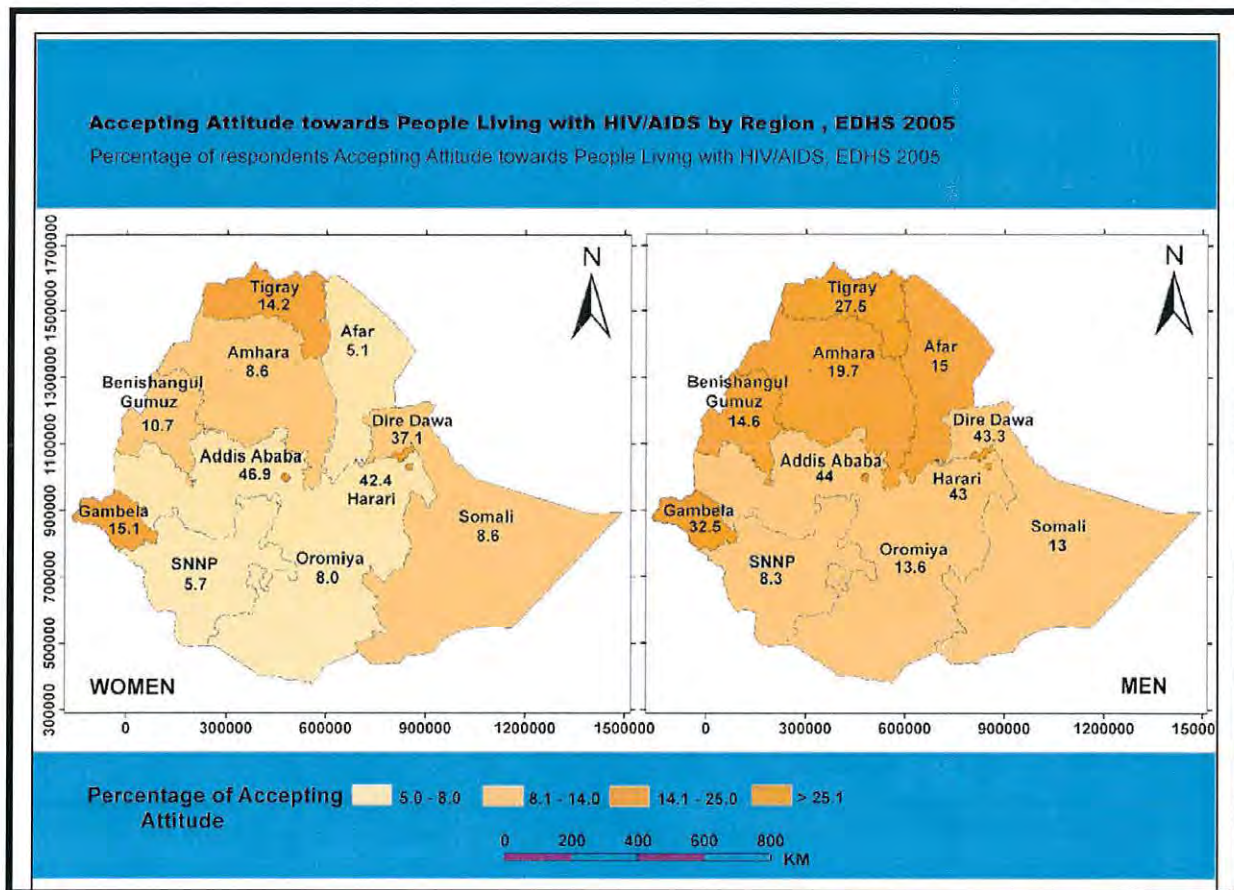 Accepting Attitude towards People Living with HIV/AIDS by Region , EDHS 2005
Percentage of respondents Accepting Attitude towards People Living with HIV/AIDS, EDHS 2005
1700000
1500000
1300000
1100000
900000
700000
500000
300000
N
Tigray
14.2
Afar
5.1
Amhara
8.6
Benishangul
Gumuz
10.7
Dire Dawa
37.1
Addis Ababa
46.9
42.4
Harari
Gambela
15.1
Somali
8.6
SNNP
5.7
Oromiya
8.0
WOMEN
0 300000 600000 900000 1200000 1500000
N
Tigray
27.5
Amhara
19.7
Afar
15
Benishangul
Gumuz
14.6
Dire Dawa
43.3
Addis Ababa
44
Harari
43
Gambela
32.5
Somali
13
SNNP
8.3
Oromiya
13.6
MEN
0 300000 600000 900000 1200000 15000
Percentage of Accepting
Attitude
5.0 - 8.0 8.1 - 14.0 14.1 - 25.0 > 25.1
0 200 400 600 800
KM